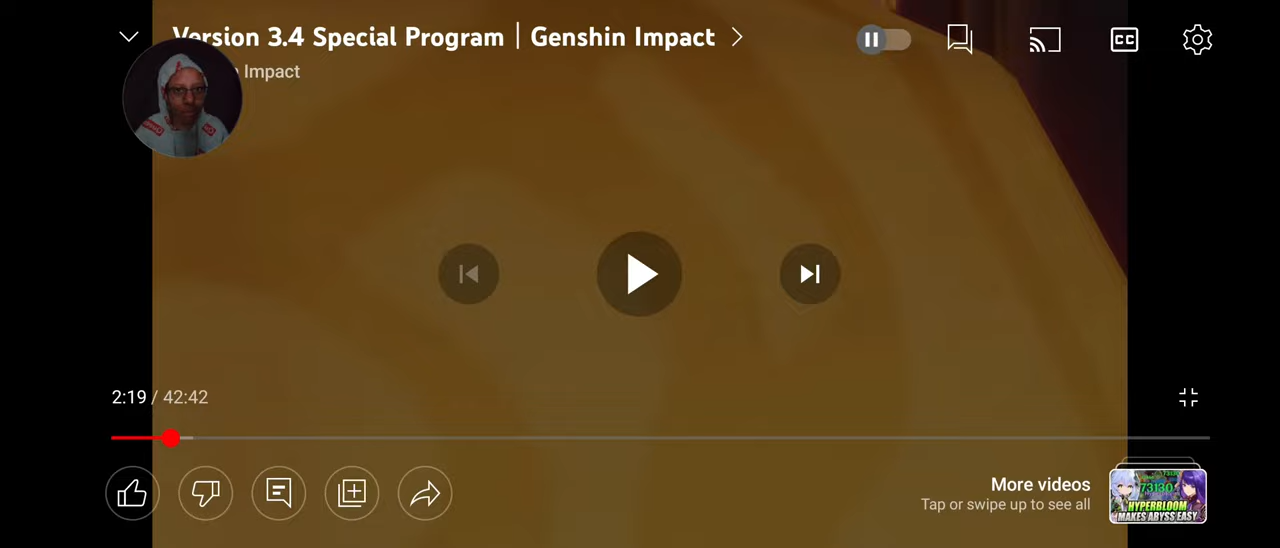 Version 3.4 Special Program | Genshin Impact
Impact
CC
2:19 / 42:42
More videos
Tap or swipe up to see all
73130
HYPERBLOOM
MAKES ABYSS EASY